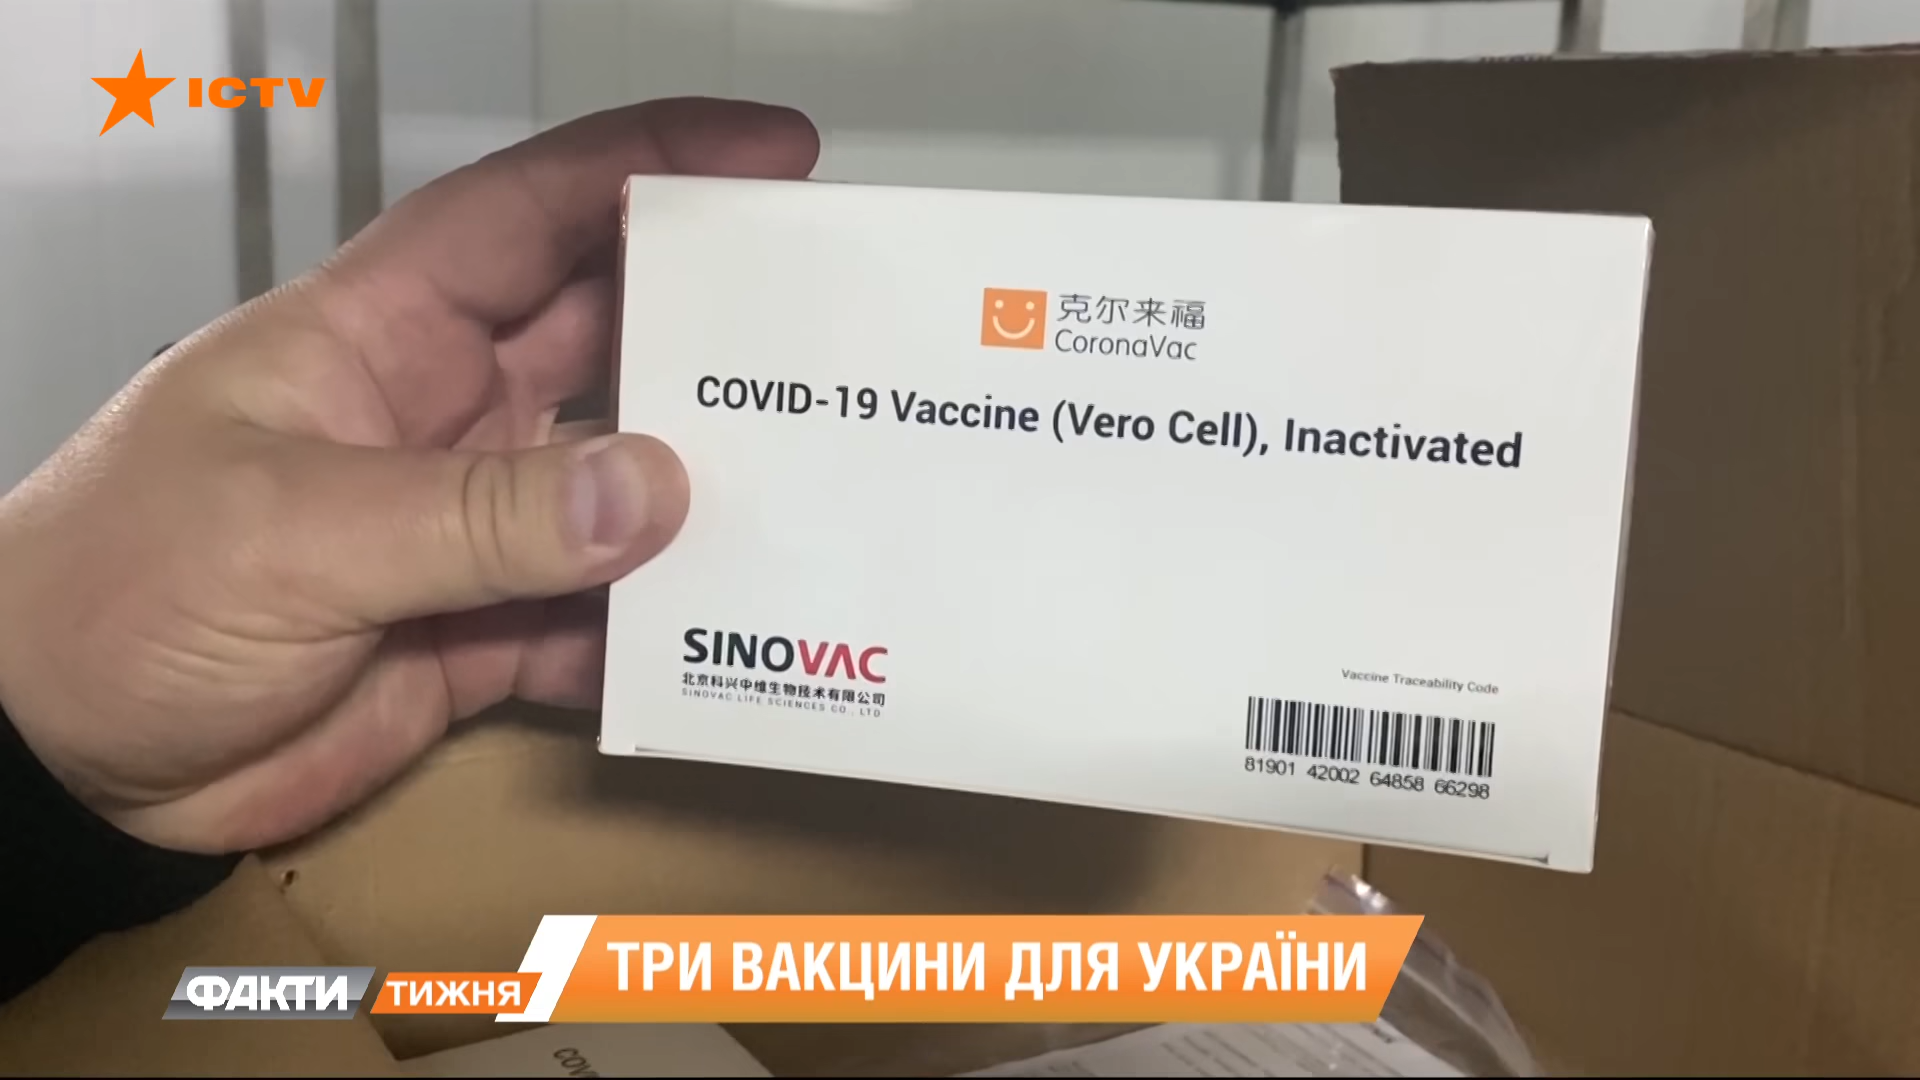 ICTV
克尔来福
CoronaVac
COVID-19 Vaccine (Vero Cell), Inactivated
SINOVAC
北京科兴中维生物技术有限公司
SINOVAC LIFE SCIENCES CO., LTD
Vaccine Traceability Code
81901 42002 64858 66298
ТРИ ВАКЦИНИ ДЛЯ УКРАЇНИ
ФАКТИ ТИЖНЯ